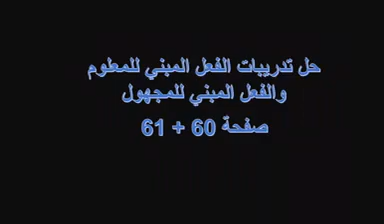 حل تدريبات الفعل المبني للمعلوم
والفعل المبني للمجهول
صفحة 60 + 61